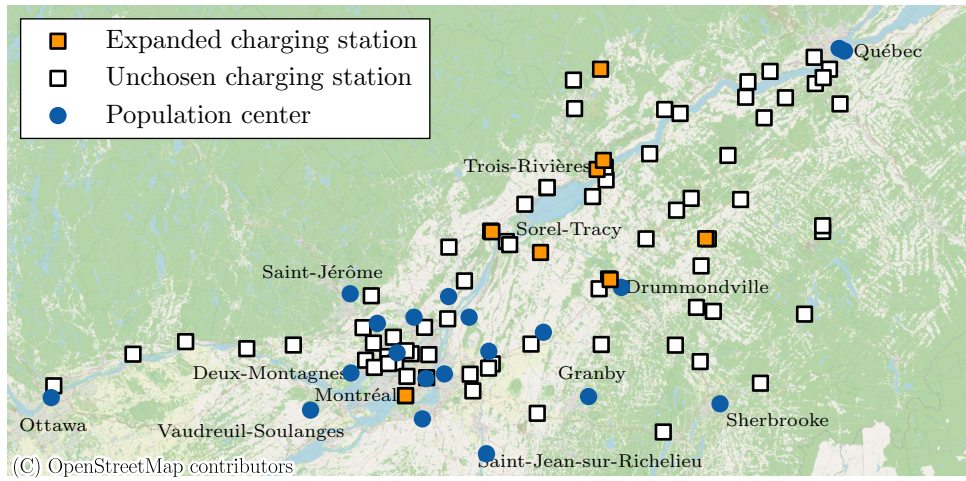 Expanded charging station
Unchosen charging station
Population center
Québec
Trois-Rivières
Sorel-Tracy
Saint-Jérôme
Drummondville
Deux-Montagnes
Montréal
Granby
Ottawa
Vaudreuil-Soulanges
Sherbrooke
Saint-Jean-sur-Richelieu
(C) OpenStreetMap contributors